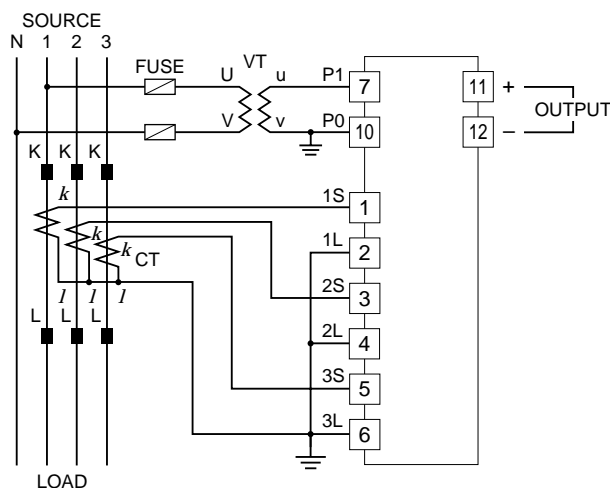 SOURCE
N 1 2 3
FUSE
U VT u P1 7 11 +
OUTPUT
V v P0 10 12 −
K K K
k 1S 1
k
k CT 1L 2
l l l 2S 3
L L L
2L 4
3S 5
3L 6
LOAD